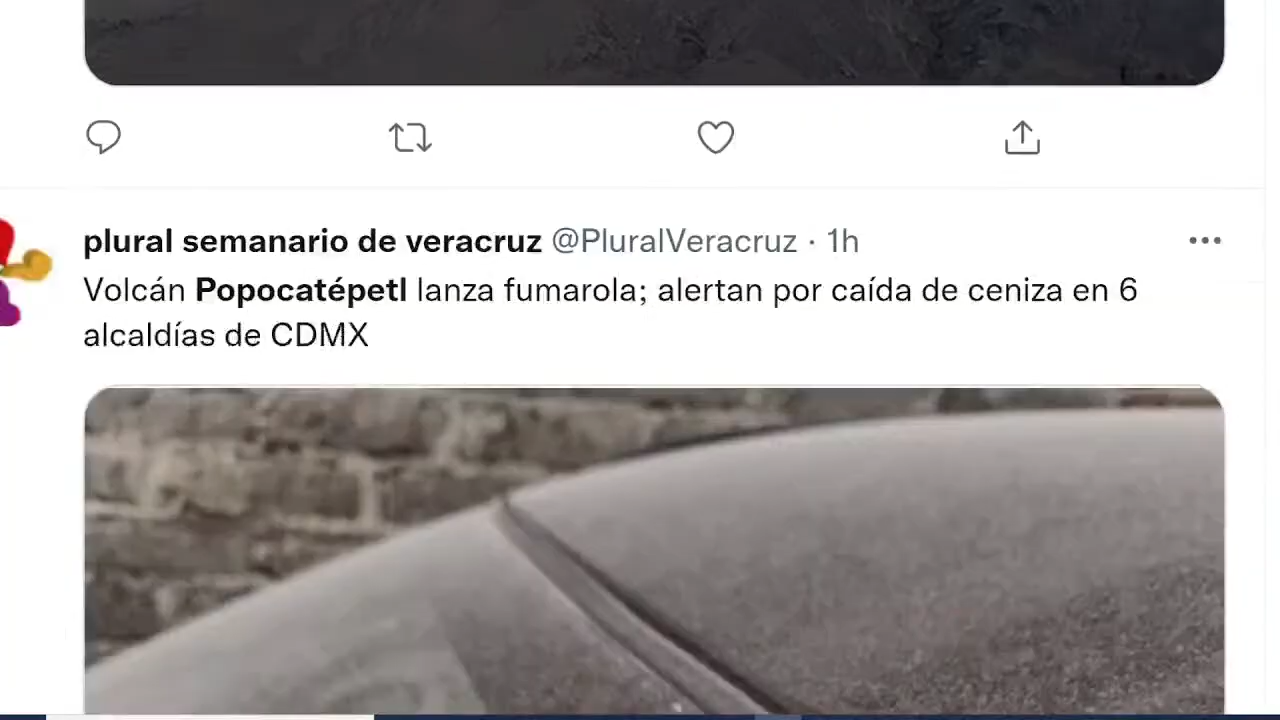 plural semanario de veracruz @PluralVeracruz · 1h
Volcán Popocatépetl lanza fumarola; alertan por caída de ceniza en 6
alcaldías de CDMX